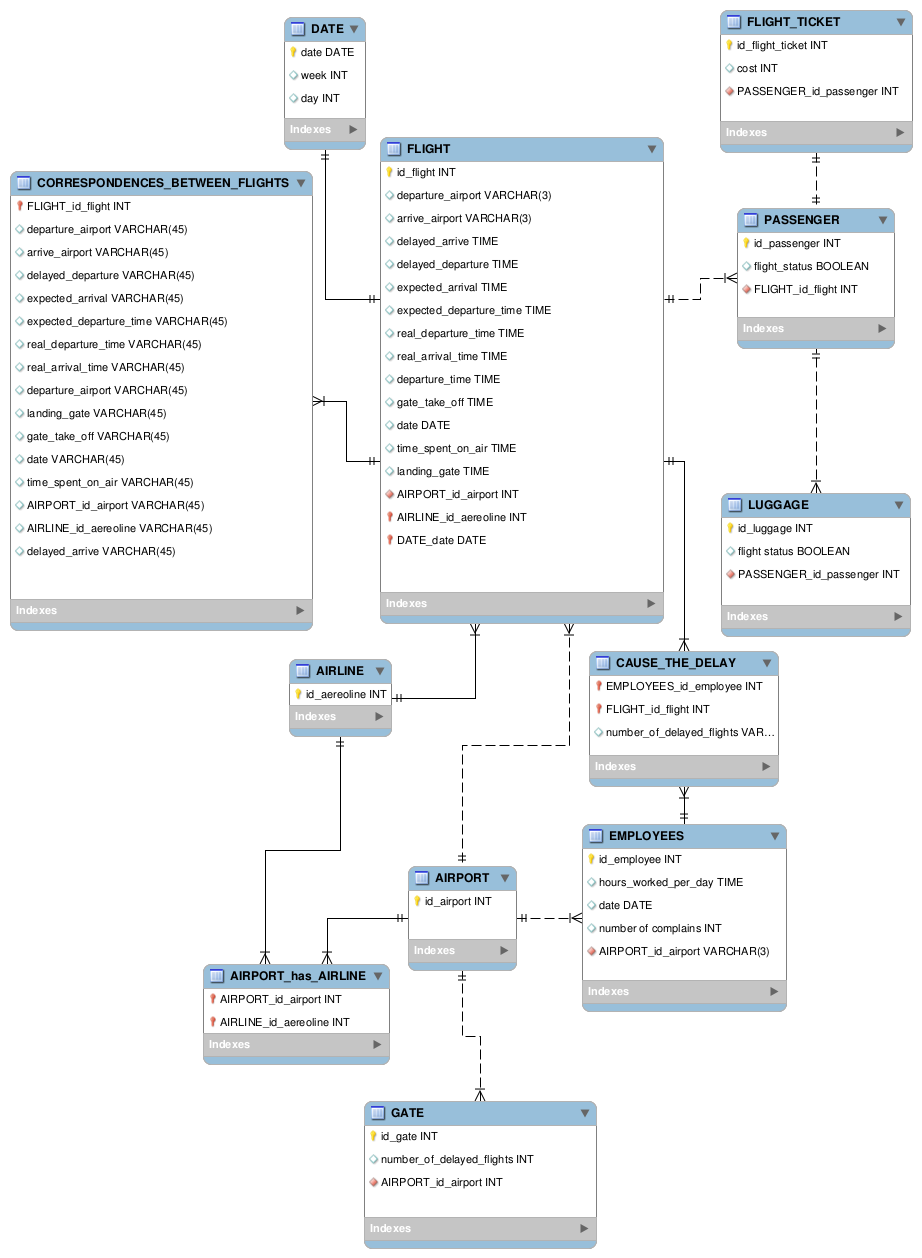 DATE
date DATE
week INT
day INT
Indexes
FLIGHT_TICKET
id_flight_ticket INT
cost INT
PASSENGER_id_passenger INT
Indexes
CORRESPONDENCES_BETWEEN_FLIGHTS
FLIGHT_id_flight INT
departure_airport VARCHAR(45)
arrive_airport VARCHAR(45)
delayed_departure VARCHAR(45)
expected_arrival VARCHAR(45)
expected_departure_time VARCHAR(45)
real_departure_time VARCHAR(45)
real_arrival_time VARCHAR(45)
departure_airport VARCHAR(45)
landing_gate VARCHAR(45)
gate_take_off VARCHAR(45)
date VARCHAR(45)
time_spent_on_air VARCHAR(45)
AIRPORT_id_airport VARCHAR(45)
AIRLINE_id_aereoline VARCHAR(45)
delayed_arrive VARCHAR(45)
Indexes
FLIGHT
id_flight INT
departure_airport VARCHAR(3)
arrive_airport VARCHAR(3)
delayed_arrive TIME
delayed_departure TIME
expected_arrival TIME
expected_departure_time TIME
real_departure_time TIME
real_arrival_time TIME
departure_time TIME
gate_take_off TIME
date DATE
time_spent_on_air TIME
landing_gate TIME
AIRPORT_id_airport INT
AIRLINE_id_aereoline INT
DATE_date DATE
Indexes
PASSENGER
id_passenger INT
flight_status BOOLEAN
FLIGHT_id_flight INT
Indexes
LUGGAGE
id_luggage INT
flight status BOOLEAN
PASSENGER_id_passenger INT
Indexes
AIRLINE
id_aereoline INT
Indexes
CAUSE_THE_DELAY
EMPLOYEES_id_employee INT
FLIGHT_id_flight INT
number_of_delayed_flights VAR...
Indexes
EMPLOYEES
id_employee INT
hours_worked_per_day TIME
date DATE
number of complains INT
AIRPORT_id_airport VARCHAR(3)
Indexes
AIRPORT
id_airport INT
Indexes
AIRPORT_has_AIRLINE
AIRPORT_id_airport INT
AIRLINE_id_aereoline INT
Indexes
GATE
id_gate INT
number_of_delayed_flights INT
AIRPORT_id_airport INT
Indexes